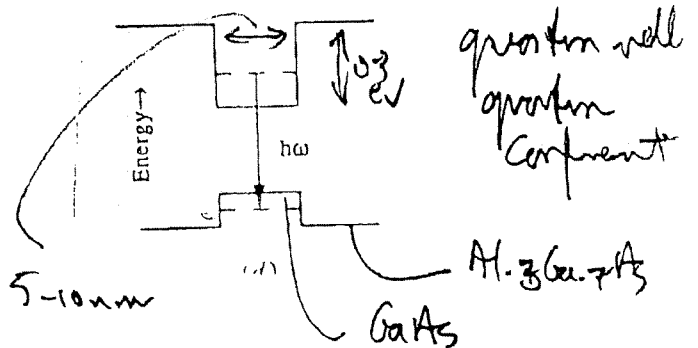 quantum well
quantum
confinement
0.3
eV
Energy→
hω
(d)
5-10nm
Al.3Ga.7As
GaAs